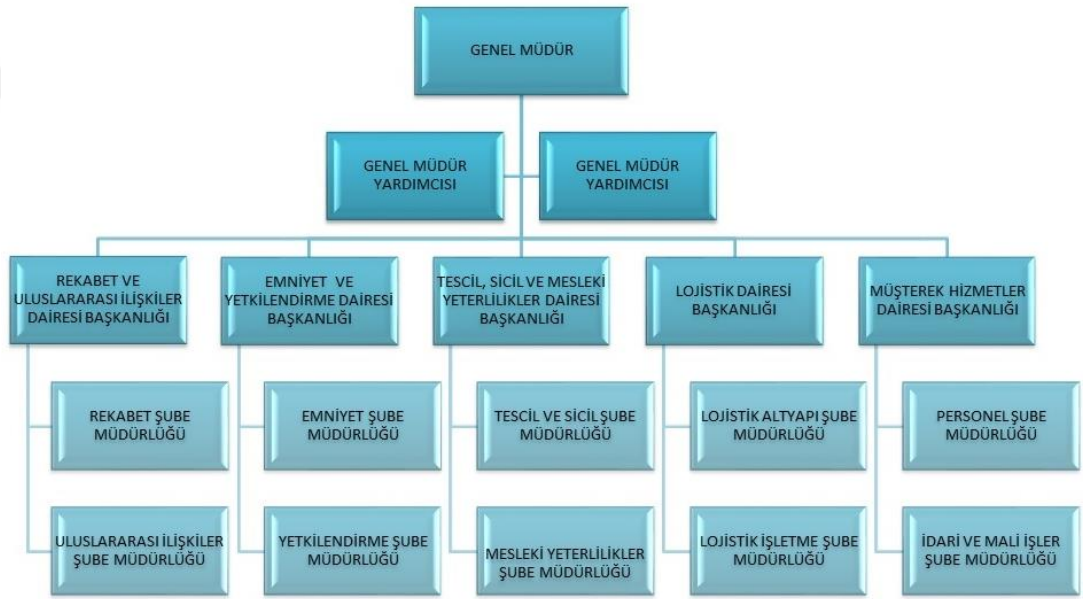 GENEL MÜDÜR
GENEL MÜDÜR
YARDIMCISI
GENEL MÜDÜR
YARDIMCISI
REKABET VE
ULUSLARARASI İLİŞKİLER
DAİRESİ BAŞKANLIĞI
EMNİYET VE
YETKİLENDİRME DAİRESİ
BAŞKANLIĞI
TESCİL, SİCİL VE MESLEKİ
YETERLİLİKLER DAİRESİ
BAŞKANLIĞI
LOJİSTİK DAİRESİ
BAŞKANLIĞI
MÜŞTEREK HİZMETLER
DAİRESİ BAŞKANLIĞI
REKABET ŞUBE
MÜDÜRLÜĞÜ
EMNİYET ŞUBE
MÜDÜRLÜĞÜ
TESCİL VE SİCİL ŞUBE
MÜDÜRLÜĞÜ
LOJİSTİK ALTYAPI ŞUBE
MÜDÜRLÜĞÜ
PERSONEL ŞUBE
MÜDÜRLÜĞÜ
ULUSLARARASI İLİŞKİLER
ŞUBE MÜDÜRLÜĞÜ
YETKİLENDİRME ŞUBE
MÜDÜRLÜĞÜ
MESLEKİ YETERLİLİKLER
ŞUBE MÜDÜRLÜĞÜ
LOJİSTİK İŞLETME ŞUBE
MÜDÜRLÜĞÜ
İDARİ VE MALİ İŞLER
ŞUBE MÜDÜRLÜĞÜ